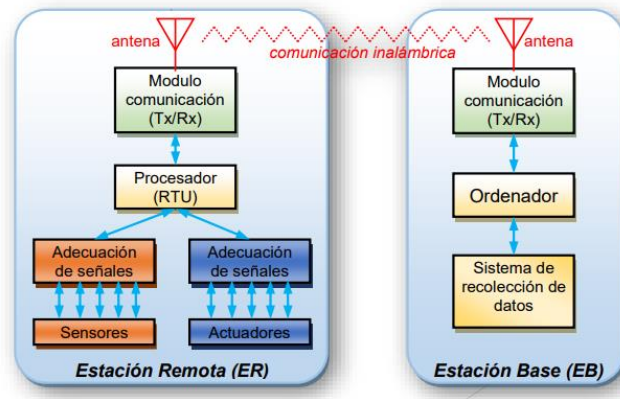 antena
comunicación inalámbrica
antena
Modulo
comunicación
(Tx/Rx)
Procesador
(RTU)
Adecuación
de señales
Adecuación
de señales
Sensores
Actuadores
Estación Remota (ER)
Modulo
comunicación
(Tx/Rx)
Ordenador
Sistema de
recolección de
datos
Estación Base (EB)